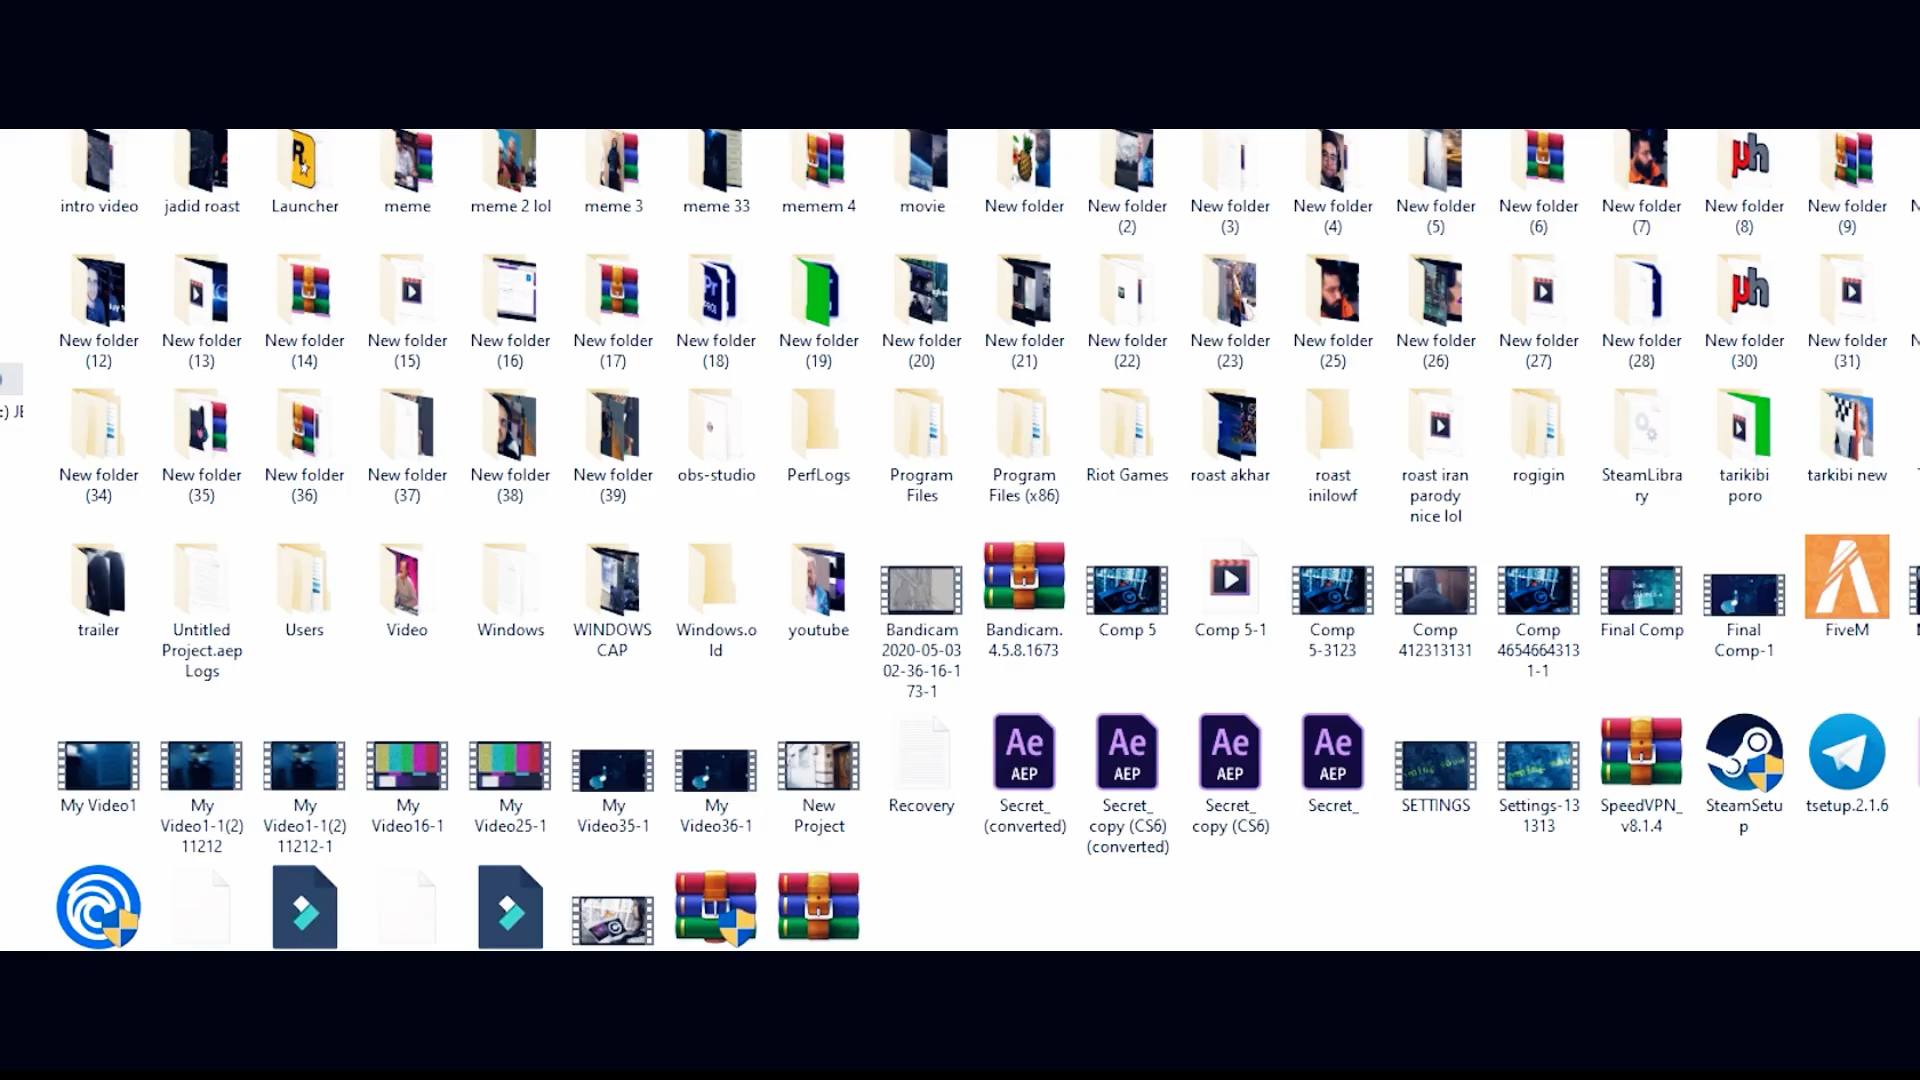 intro video jadid roast Launcher meme meme 2 lol meme 3 meme 33 memem 4 movie New folder New folder New folder New folder New folder New folder New folder New folder New folder
(2) (3) (4) (5) (6) (7) (8) (9)
New folder New folder New folder New folder New folder New folder New folder New folder New folder New folder New folder New folder New folder New folder New folder New folder New folder New folder
(12) (13) (14) (15) (16) (17) (18) (19) (20) (21) (22) (23) (25) (26) (27) (28) (30) (31)
New folder New folder New folder New folder New folder New folder obs-studio PerfLogs Program Program Riot Games roast akhar roast roast iran rogigin SteamLibra tarikibi tarkibi new
(34) (35) (36) (37) (38) (39) Files Files (x86) inilowf parody ry poro
nice lol
trailer Untitled Users Video Windows WINDOWS Windows.o youtube Bandicam Bandicam. Comp 5 Comp 5-1 Comp Comp Comp Final Comp Final FiveM
Project.aep CAP ld 2020-05-03 4.5.8.1673 5-3123 412313131 4654664313 Comp-1
Logs 02-36-16-1 1-1
73-1
Ae Ae Ae Ae
AEP AEP AEP AEP
My Video1 My My My My My My New Recovery Secret_ Secret_ Secret_ Secret_ SETTINGS Settings-13 SpeedVPN_ SteamSetu tsetup.2.1.6
Video1-1(2) Video1-1(2) Video16-1 Video25-1 Video35-1 Video36-1 Project (converted) copy (CS6) copy (CS6) 1313 v8.1.4 p
11212 11212-1 (converted)